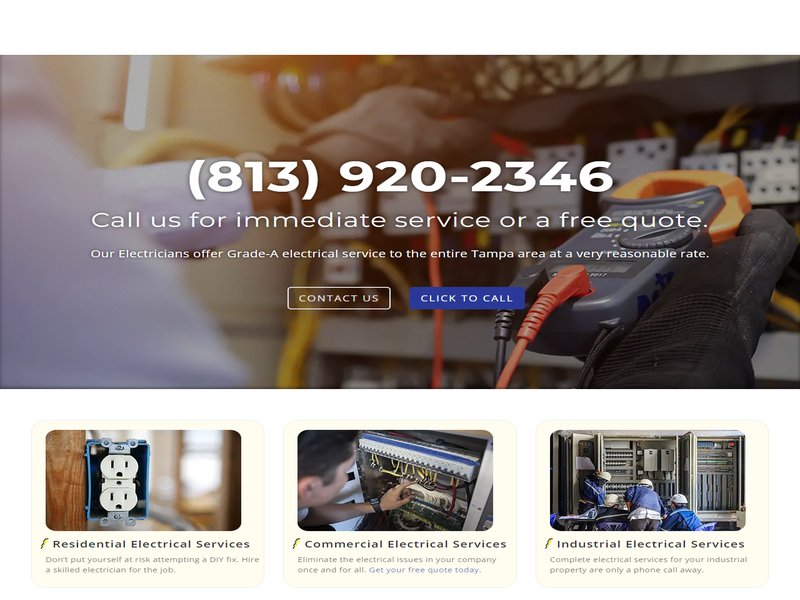 (813) 920-2346
Call us for immediate service or a free quote.
Our Electricians offer Grade-A electrical service to the entire Tampa area at a very reasonable rate.
CONTACT US
CLICK TO CALL
Residential Electrical Services
Don't put yourself at risk attempting a DIY fix. Hire
a skilled electrician for the job.
Commercial Electrical Services
Eliminate the electrical issues in your company
once and for all. Get your free quote today.
Industrial Electrical Services
Complete electrical services for your industrial
property are only a phone call away.